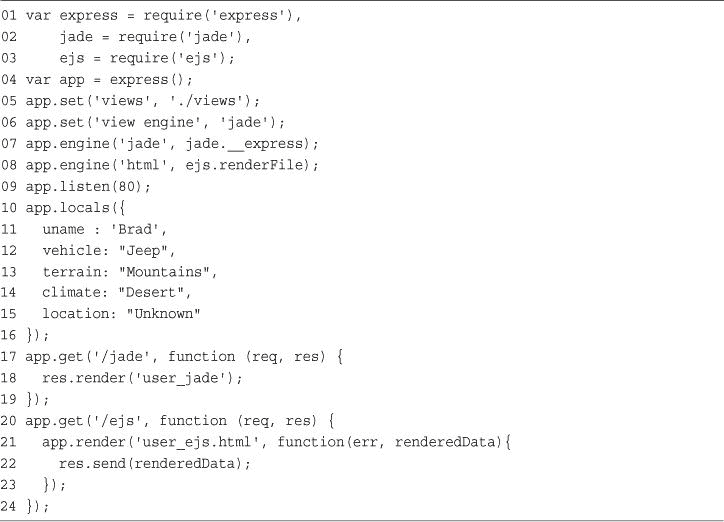 01 var express = require('express'),
02     jade = require('jade'),
03     ejs = require('ejs');
04 var app = express();
05 app.set('views', './views');
06 app.set('view engine', 'jade');
07 app.engine('jade', jade.__express);
08 app.engine('html', ejs.renderFile);
09 app.listen(80);
10 app.locals({
11   uname : 'Brad',
12   vehicle: "Jeep",
13   terrain: "Mountains",
14   climate: "Desert",
15   location: "Unknown"
16 });
17 app.get('/jade', function (req, res) {
18   res.render('user_jade');
19 });
20 app.get('/ejs', function (req, res) {
21   app.render('user_ejs.html', function(err, renderedData){
22     res.send(renderedData);
23   });
24 });